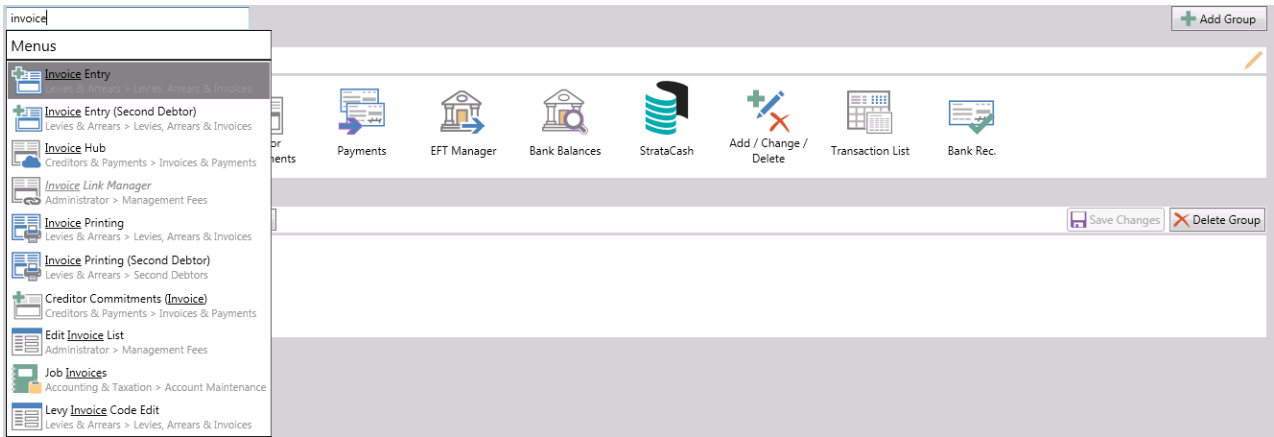 invoice
Add Group
Menus
Invoice Entry
Levies & Arrears > Levies, Arrears & Invoices
Invoice Entry (Second Debtor)
Levies & Arrears > Levies, Arrears & Invoices
Invoice Hub
Creditors & Payments > Invoices & Payments
Invoice Link Manager
Administrator > Management Fees
Invoice Printing
Levies & Arrears > Levies, Arrears & Invoices
Invoice Printing (Second Debtor)
Levies & Arrears > Second Debtors
Creditor Commitments (Invoice)
Creditors & Payments > Invoices & Payments
Edit Invoice List
Administrator > Management Fees
Job Invoices
Accounting & Taxation > Account Maintenance
Levy Invoice Code Edit
Levies & Arrears > Levies, Arrears & Invoices
Payments
EFT Manager
Bank Balances
StrataCash
Add / Change /
Delete
Transaction List
Bank Rec.
Save Changes
Delete Group